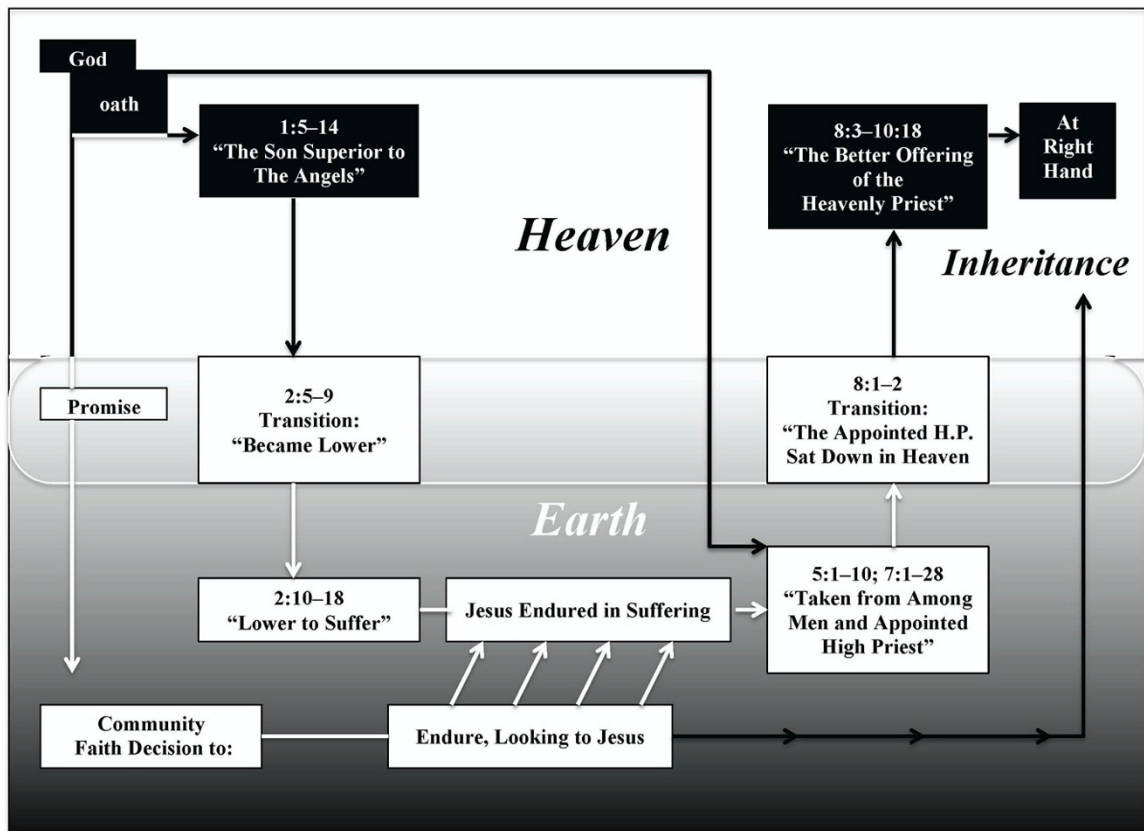 God
oath
1:5–14
“The Son Superior to
The Angels”
8:3–10:18
“The Better Offering
of the
Heavenly Priest”
At
Right
Hand
Heaven
Inheritance
Promise
2:5–9
Transition:
“Became Lower”
8:1–2
Transition:
“The Appointed H.P.
Sat Down in Heaven
Earth
2:10–18
“Lower to Suffer”
Jesus Endured in Suffering
5:1–10; 7:1–28
“Taken from Among
Men and Appointed
High Priest”
Community
Faith Decision to:
Endure, Looking to Jesus